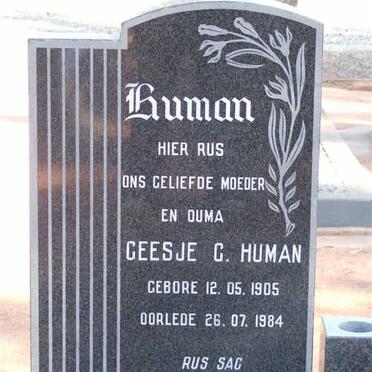 Human
HIER RUS
ONS GELIEFDE MOEDER
EN OUMA
GEESJE C. HUMAN
GEBORE 12. 05. 1905
OORLEDE 26. 07. 1984
RUS SAG